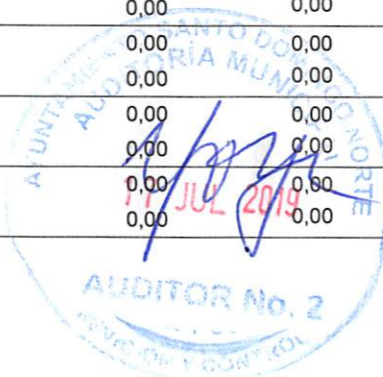 0,00 0,00
0,00 0,00
0,00 0,00
0,00 0,00
0,00 0,00
0,00 0,00
0,00 0,00
AYUNTAMIENTO SANTO DOMINGO NORTE
AUDITORÍA MUNICIPAL
JUL 2019
AUDITOR No. 2
Y CONTROL